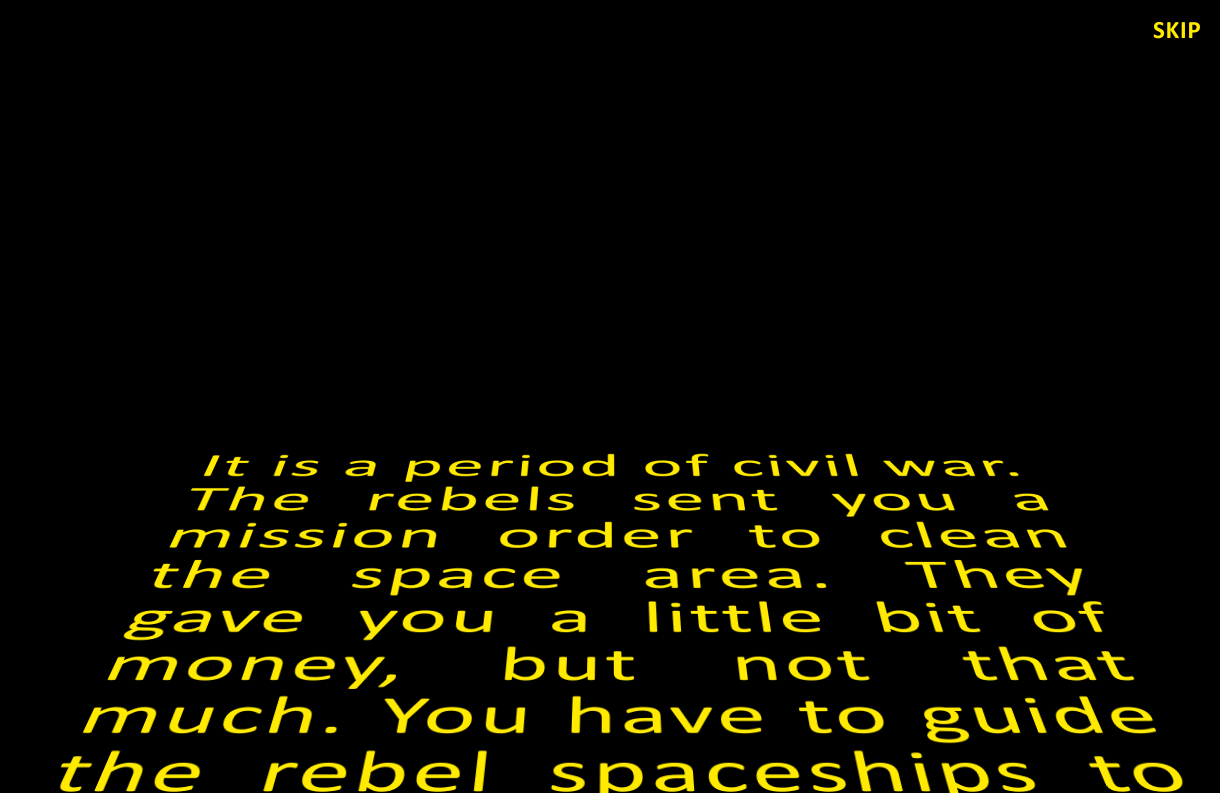 SKIP
It is a period of civil war.
The rebels sent you a
mission order to clean
the space area. They
gave you a little bit of
money, but not that
much. You have to guide
the rebel spaceships to